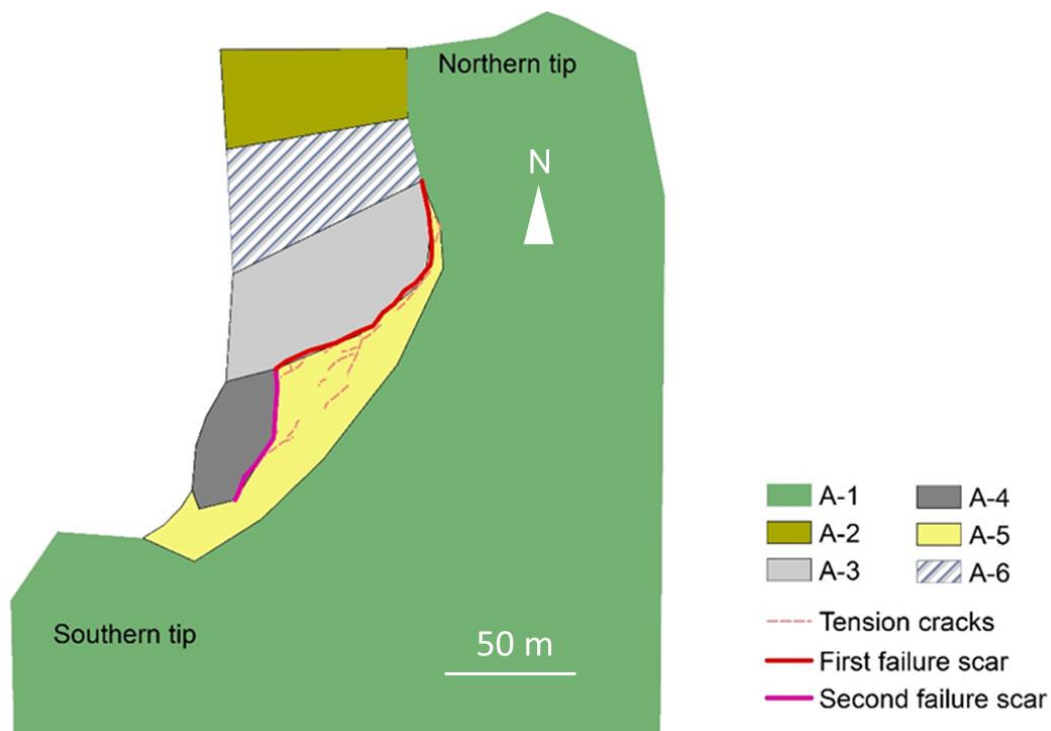 Northern tip
N
Southern tip
50 m
A-1
A-2
A-3
A-4
A-5
A-6
Tension cracks
First failure scar
Second failure scar